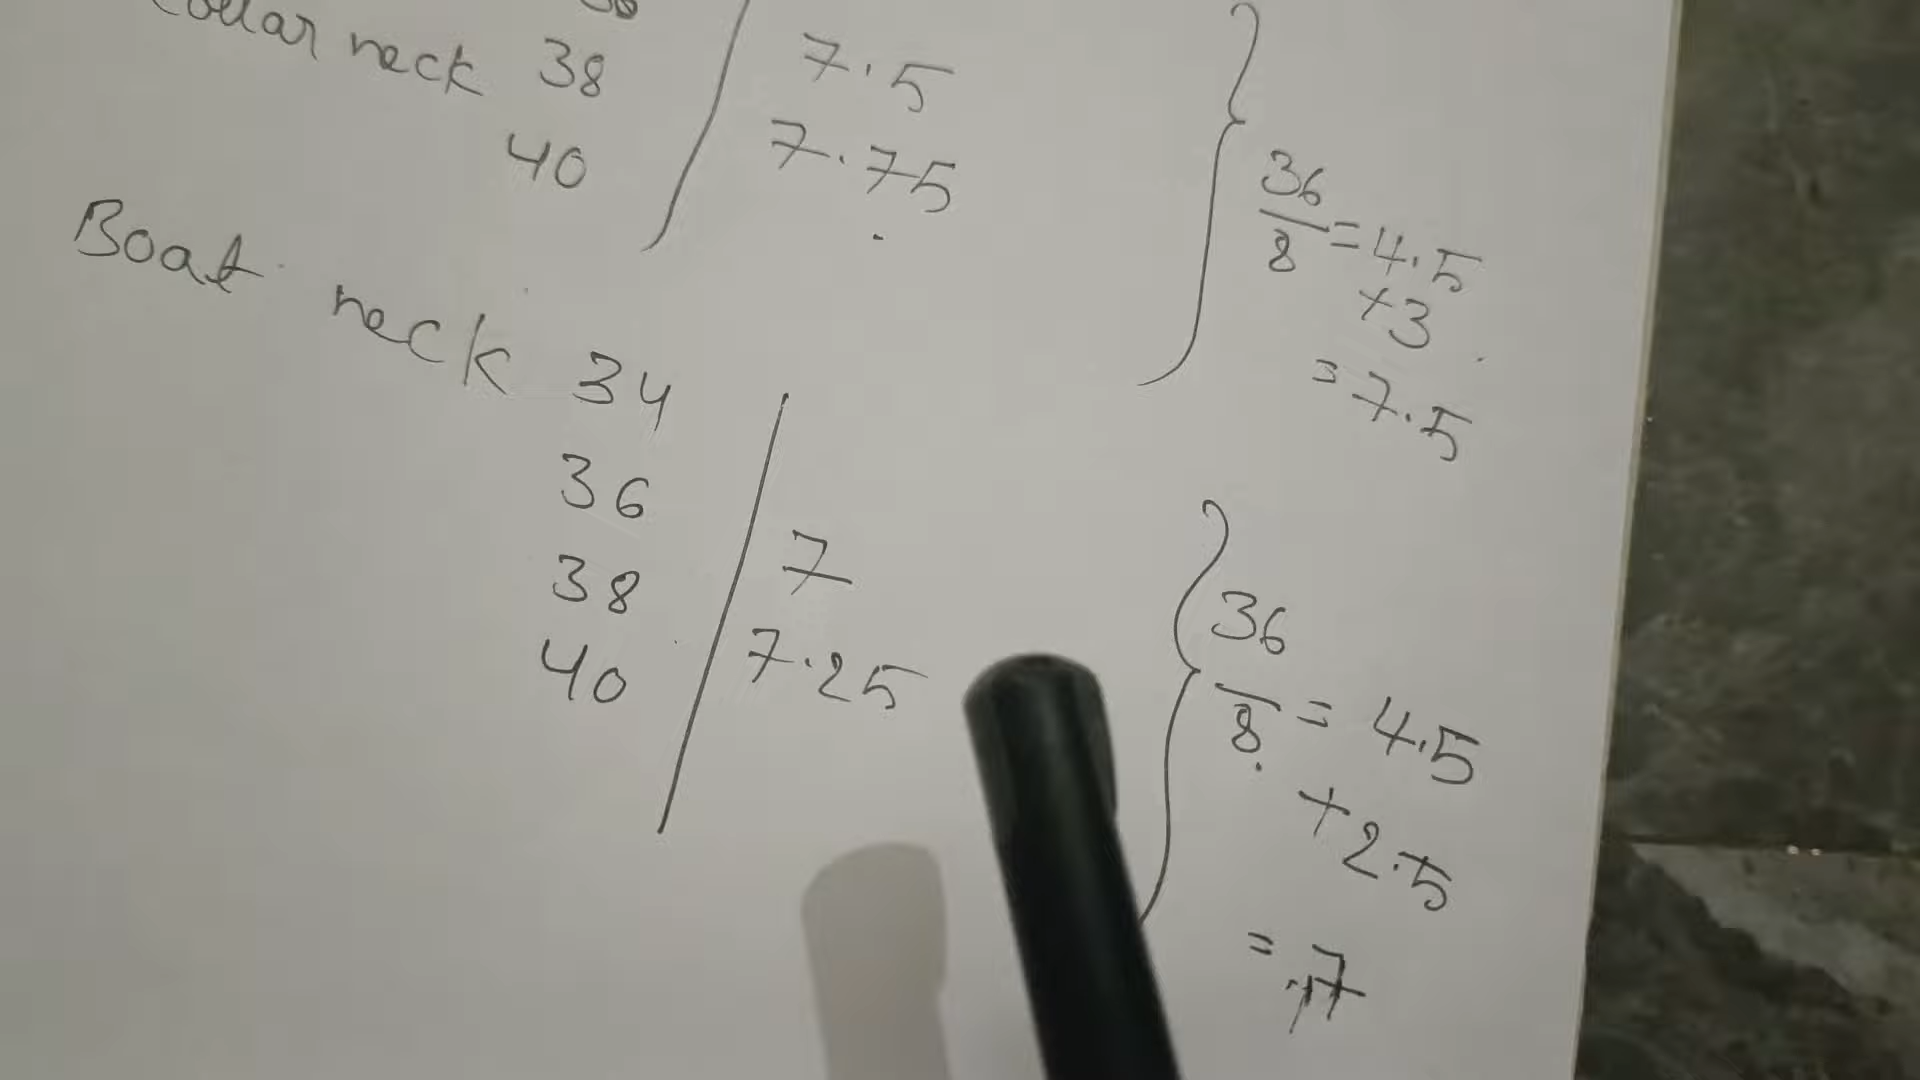 Collar neck 38 7.5
40 7.75
36/8 = 4.5
+3
= 7.5
Boat neck 34
36
38 7
40 7.25
36/8 = 4.5
+2.5
= 7